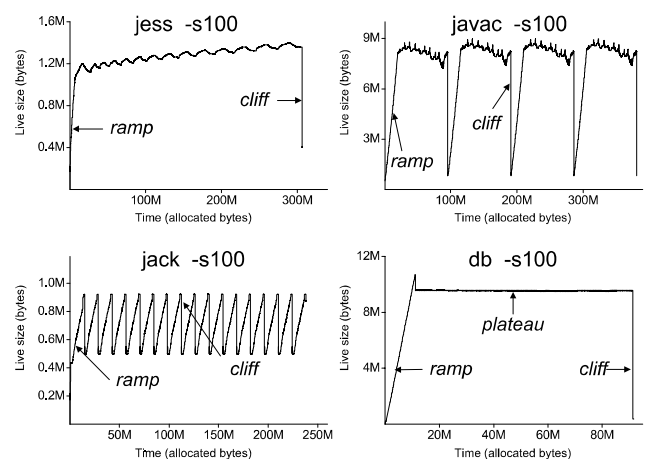 jess -s100
1.6M
1.2M
0.8M
0.4M
Live size (bytes)
ramp
cliff
100M 200M 300M
Time (allocated bytes)
javac -s100
9M
6M
3M
Live size (bytes)
ramp
cliff
100M 200M 300M
Time (allocated bytes)
jack -s100
1.0M
0.8M
0.6M
0.4M
0.2M
Live size (bytes)
ramp
cliff
50M 100M 150M 200M 250M
Time (allocated bytes)
db -s100
12M
8M
4M
Live size (bytes)
plateau
ramp
cliff
20M 40M 60M 80M
Time (allocated bytes)